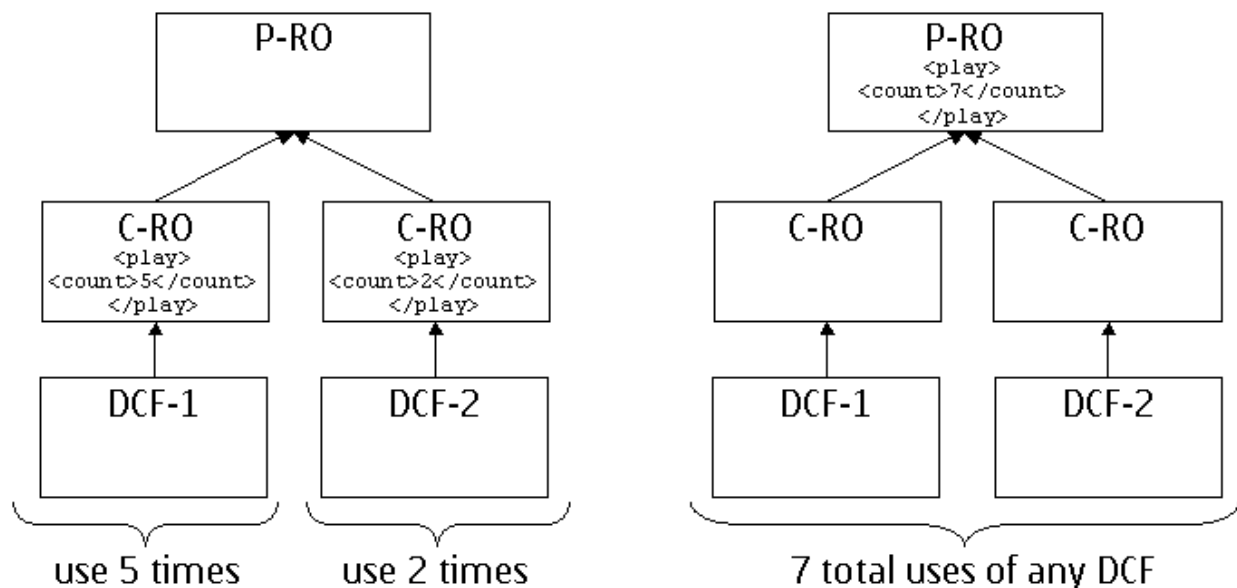 P-RO
C-RO
<play>
<count>5</count>
</play>
C-RO
<play>
<count>2</count>
</play>
DCF-1
DCF-2
use 5 times
use 2 times
P-RO
<play>
<count>7</count>
</play>
C-RO
C-RO
DCF-1
DCF-2
7 total uses of any DCF